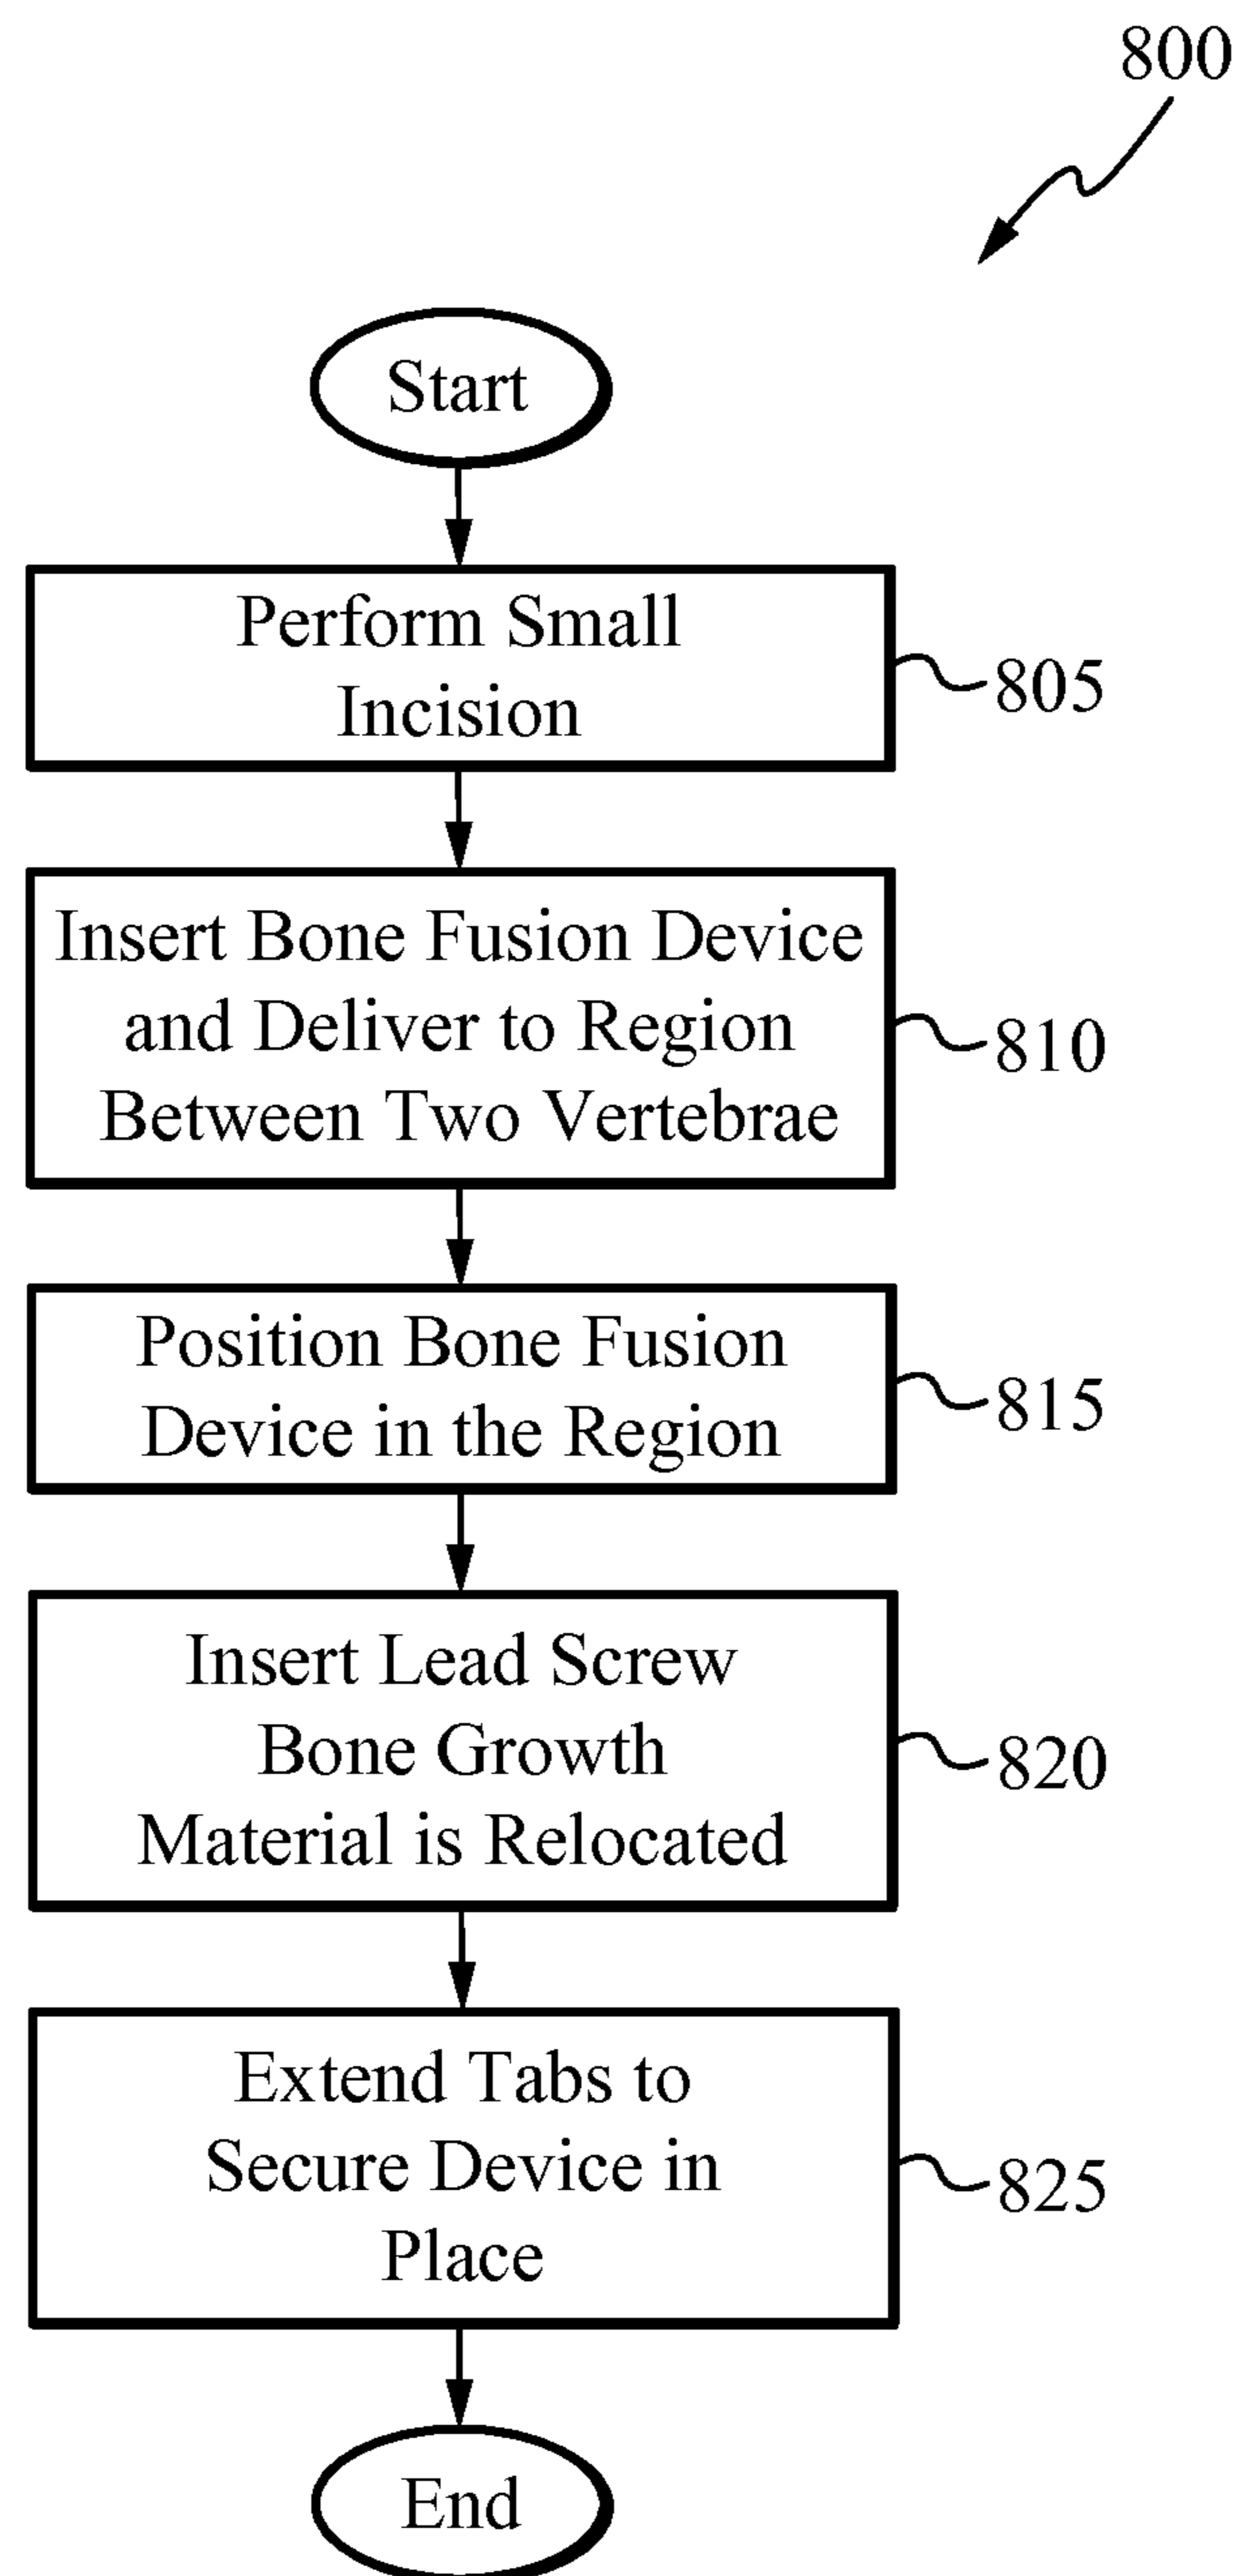 800
Start
Perform Small
Incision
805
Insert Bone Fusion Device
and Deliver to Region
Between Two Vertebrae
810
Position Bone Fusion
Device in the Region
815
Insert Lead Screw
Bone Growth
Material is Relocated
820
Extend Tabs to
Secure Device in
Place
825
End